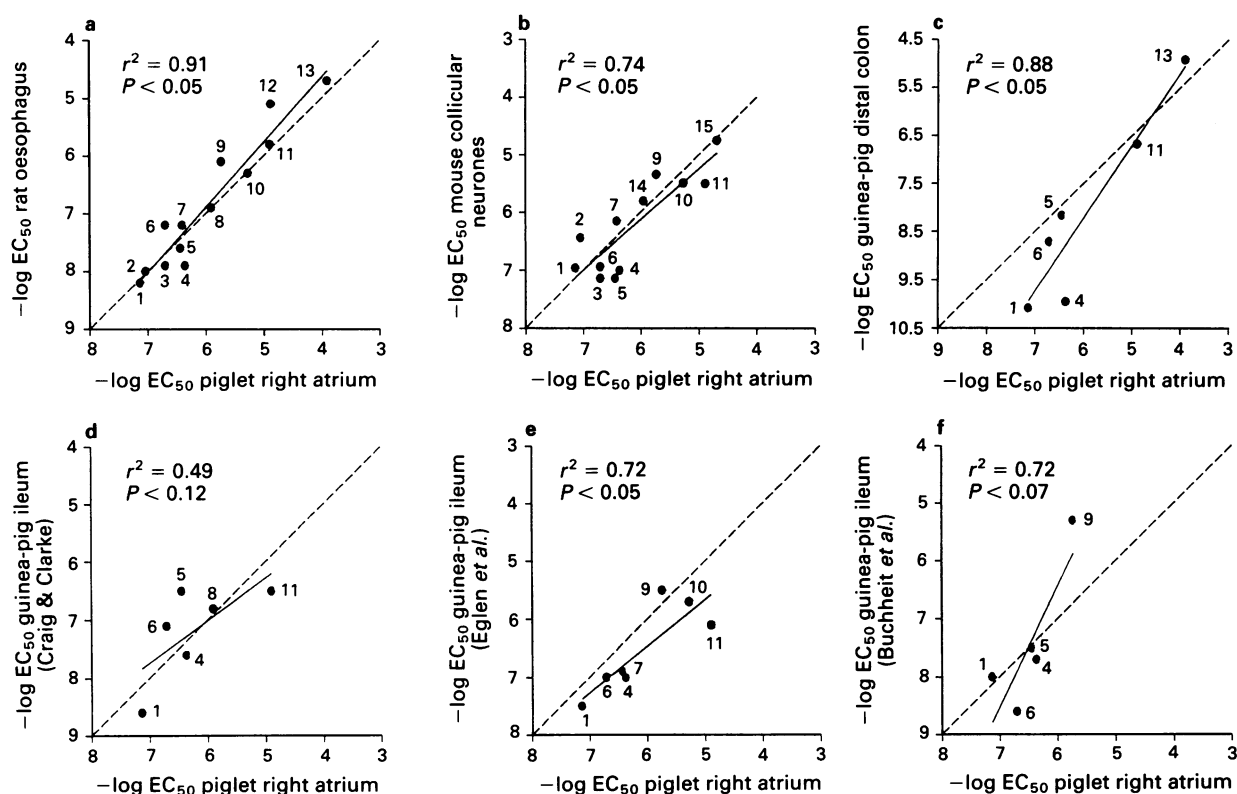 a
r² = 0.91
P < 0.05
−log EC₅₀ rat oesophagus
4
5
6
7
8
9
13
12
9
11
10
7
6
8
5
2
3
4
1
8 7 6 5 4 3
−log EC₅₀ piglet right atrium
b
r² = 0.74
P < 0.05
−log EC₅₀ mouse collicular
neurones
3
4
5
6
7
8
15
9
14
10
11
7
2
6
1
4
3
5
8 7 6 5 4 3
−log EC₅₀ piglet right atrium
c
r² = 0.88
P < 0.05
−log EC₅₀ guinea-pig distal colon
4.5
5.5
6.5
7.5
8.5
9.5
10.5
13
11
5
6
1
4
9 8 7 6 5 4 3
−log EC₅₀ piglet right atrium
d
r² = 0.49
P < 0.12
−log EC₅₀ guinea-pig ileum
(Craig & Clarke)
4
5
6
7
8
9
5
8
11
6
4
1
8 7 6 5 4 3
−log EC₅₀ piglet right atrium
e
r² = 0.72
P < 0.05
−log EC₅₀ guinea-pig ileum
(Eglen et al.)
3
4
5
6
7
8
9
10
11
7
6
4
1
8 7 6 5 4 3
−log EC₅₀ piglet right atrium
f
r² = 0.72
P < 0.07
−log EC₅₀ guinea-pig ileum
(Buchheit et al.)
4
5
6
7
8
9
9
5
4
1
6
8 7 6 5 4 3
−log EC₅₀ piglet right atrium